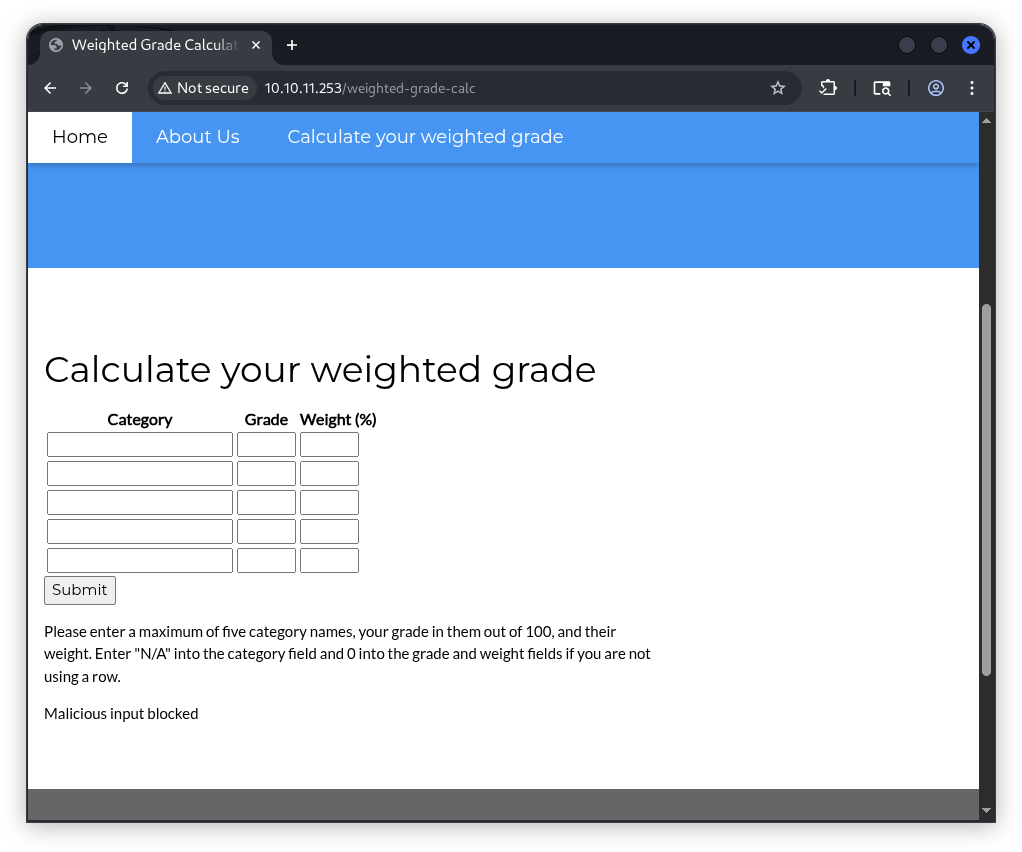 Weighted Grade Calculat
Not secure 10.10.11.253/weighted-grade-calc
Home About Us Calculate your weighted grade
Calculate your weighted grade
Category Grade Weight (%)
Submit
Please enter a maximum of five category names, your grade in them out of 100, and their
weight. Enter "N/A" into the category field and 0 into the grade and weight fields if you are not
using a row.
Malicious input blocked